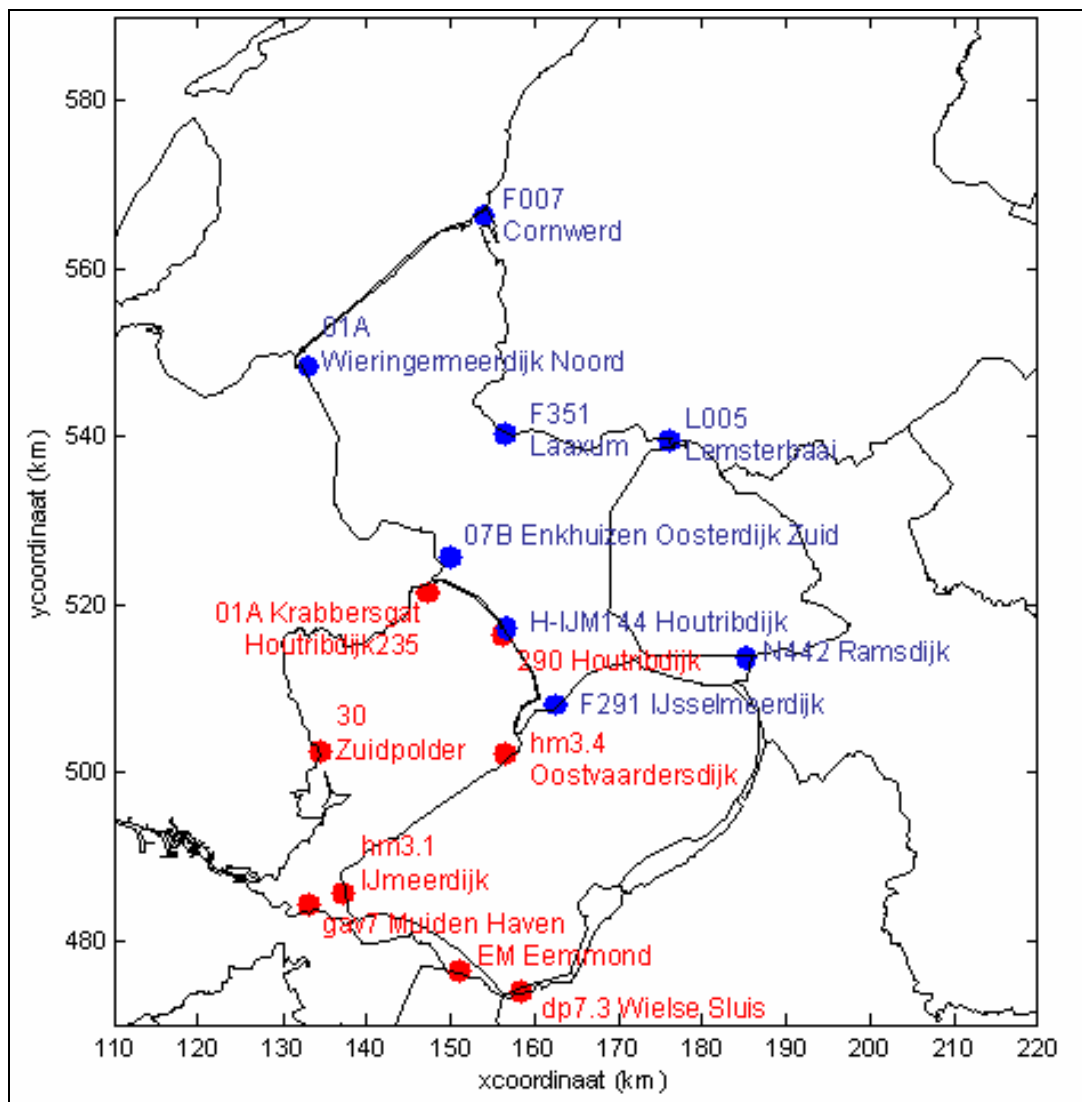 580
F007
Cornwerd
560
01A
Wieringermeerdijk Noord
540
F351
Laaxum
L005
Lemsterbaai
07B Enkhuizen Oosterdijk Zuid
520
01A Krabbersgat
Houtribdijk235
H-IJM144 Houtribdijk
290 Houtribdijk
N442 Ramsdijk
F291 IJsselmeerdijk
30
Zuidpolder
hm3.4
Oostvaardersdijk
500
hm3.1
IJmeerdijk
gav7 Muiden Haven
480
EM Eemmond
dp7.3 Wielse Sluis
110 120 130 140 150 160 170 180 190 200 210 220
xcoordinaat (km)
ycoordinaat (km)